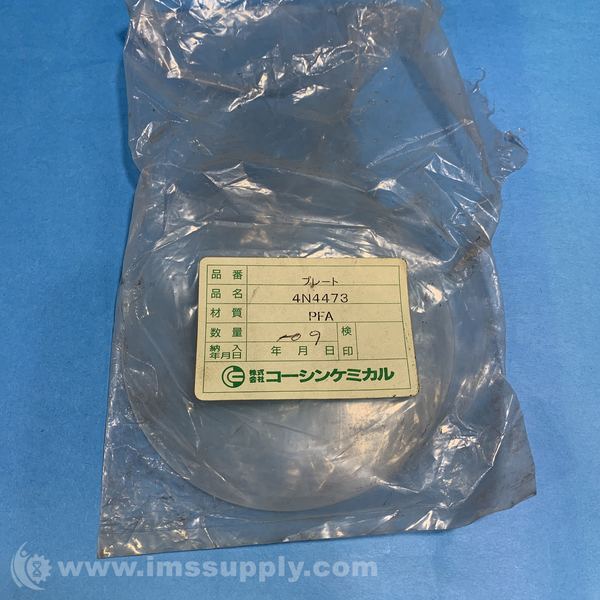 品番 プレート
品名 4N4473
材質 PFA
数量 9 検
納入年月日 年 月 日 印
株式会社 コーシンケミカル
www.imssupply.com